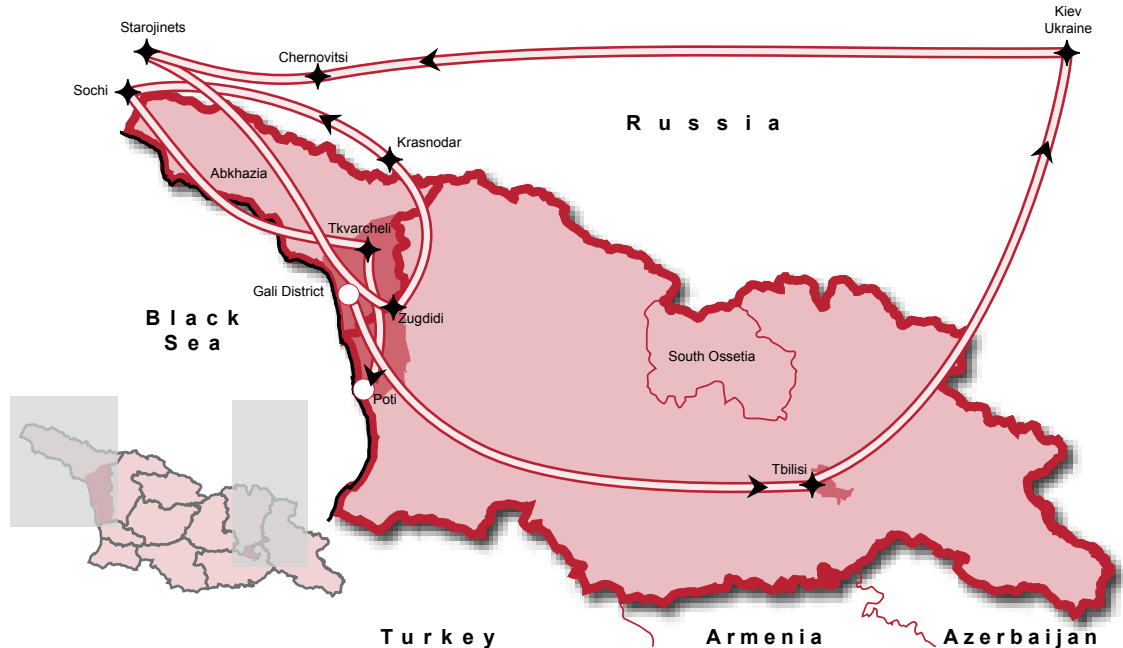 Kiev
Ukraine
Starojinets
Chernovitsi
Sochi
Russia
Krasnodar
Abkhazia
Tkvarcheli
Gali District
Zugdidi
Black
Sea
South Ossetia
Poti
Tbilisi
Turkey
Armenia
Azerbaijan